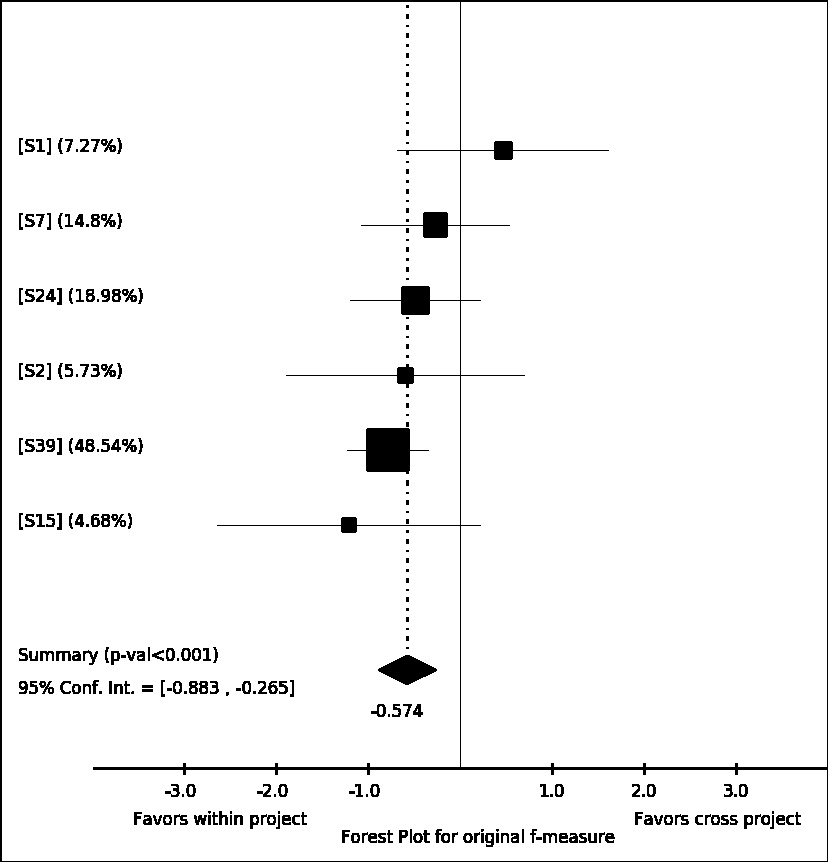 [S1] (7.27%)
[S7] (14.8%)
[S24] (18.98%)
[S2] (5.73%)
[S39] (48.54%)
[S15] (4.68%)
Summary (p-val<0.001)
95% Conf. Int. = [-0.883 , -0.265]
-0.574
-3.0 -2.0 -1.0 1.0 2.0 3.0
Favors within project Favors cross project
Forest Plot for original f-measure